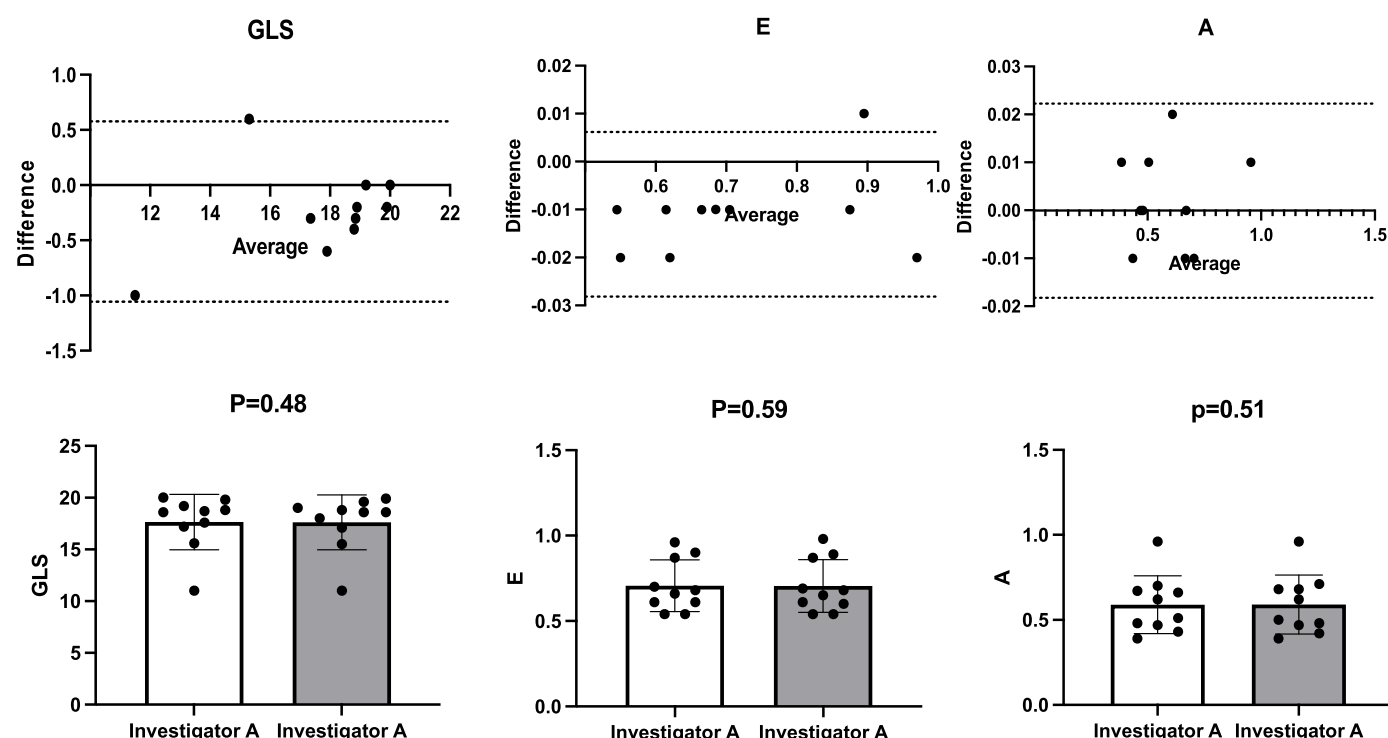 GLS
1.0
0.5
0.0
-0.5
-1.0
-1.5
Difference
12 14 16 18 20 22
Average
E
0.02
0.01
0.00
-0.01
-0.02
-0.03
Difference
0.6 0.7 0.8 0.9 1.0
Average
A
0.03
0.02
0.01
0.00
-0.01
-0.02
Difference
0.5 1.0 1.5
Average
P=0.48
25
20
15
10
5
0
GLS
Investigator A Investigator A
P=0.59
1.5
1.0
0.5
0.0
E
Investigator A Investigator A
p=0.51
1.5
1.0
0.5
0.0
A
Investigator A Investigator A